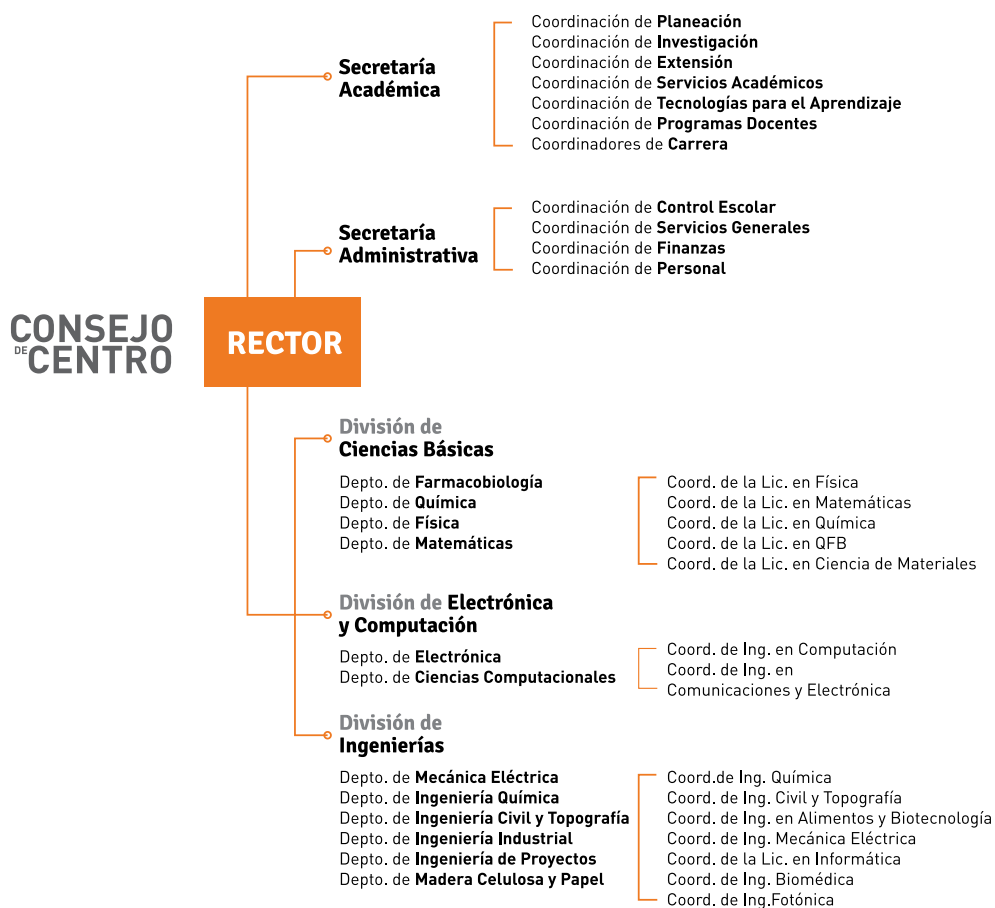 CONSEJO
DE CENTRO
RECTOR
Secretaría
Académica
Coordinación de Planeación
Coordinación de Investigación
Coordinación de Extensión
Coordinación de Servicios Académicos
Coordinación de Tecnologías para el Aprendizaje
Coordinación de Programas Docentes
Coordinadores de Carrera
Secretaría
Administrativa
Coordinación de Control Escolar
Coordinación de Servicios Generales
Coordinación de Finanzas
Coordinación de Personal
División de
Ciencias Básicas
Depto. de Farmacobiología
Depto. de Química
Depto. de Física
Depto. de Matemáticas
Coord. de la Lic. en Física
Coord. de la Lic. en Matemáticas
Coord. de la Lic. en Química
Coord. de la Lic. en QFB
Coord. de la Lic. en Ciencia de Materiales
División de Electrónica
y Computación
Depto. de Electrónica
Depto. de Ciencias Computacionales
Coord. de Ing. en Computación
Coord. de Ing. en
Comunicaciones y Electrónica
División de
Ingenierías
Depto. de Mecánica Eléctrica
Depto. de Ingeniería Química
Depto. de Ingeniería Civil y Topografía
Depto. de Ingeniería Industrial
Depto. de Ingeniería de Proyectos
Depto. de Madera Celulosa y Papel
Coord.de Ing. Química
Coord. de Ing. Civil y Topografía
Coord. de Ing. en Alimentos y Biotecnología
Coord. de Ing. Mecánica Eléctrica
Coord. de la Lic. en Informática
Coord. de Ing. Biomédica
Coord. de Ing.Fotónica